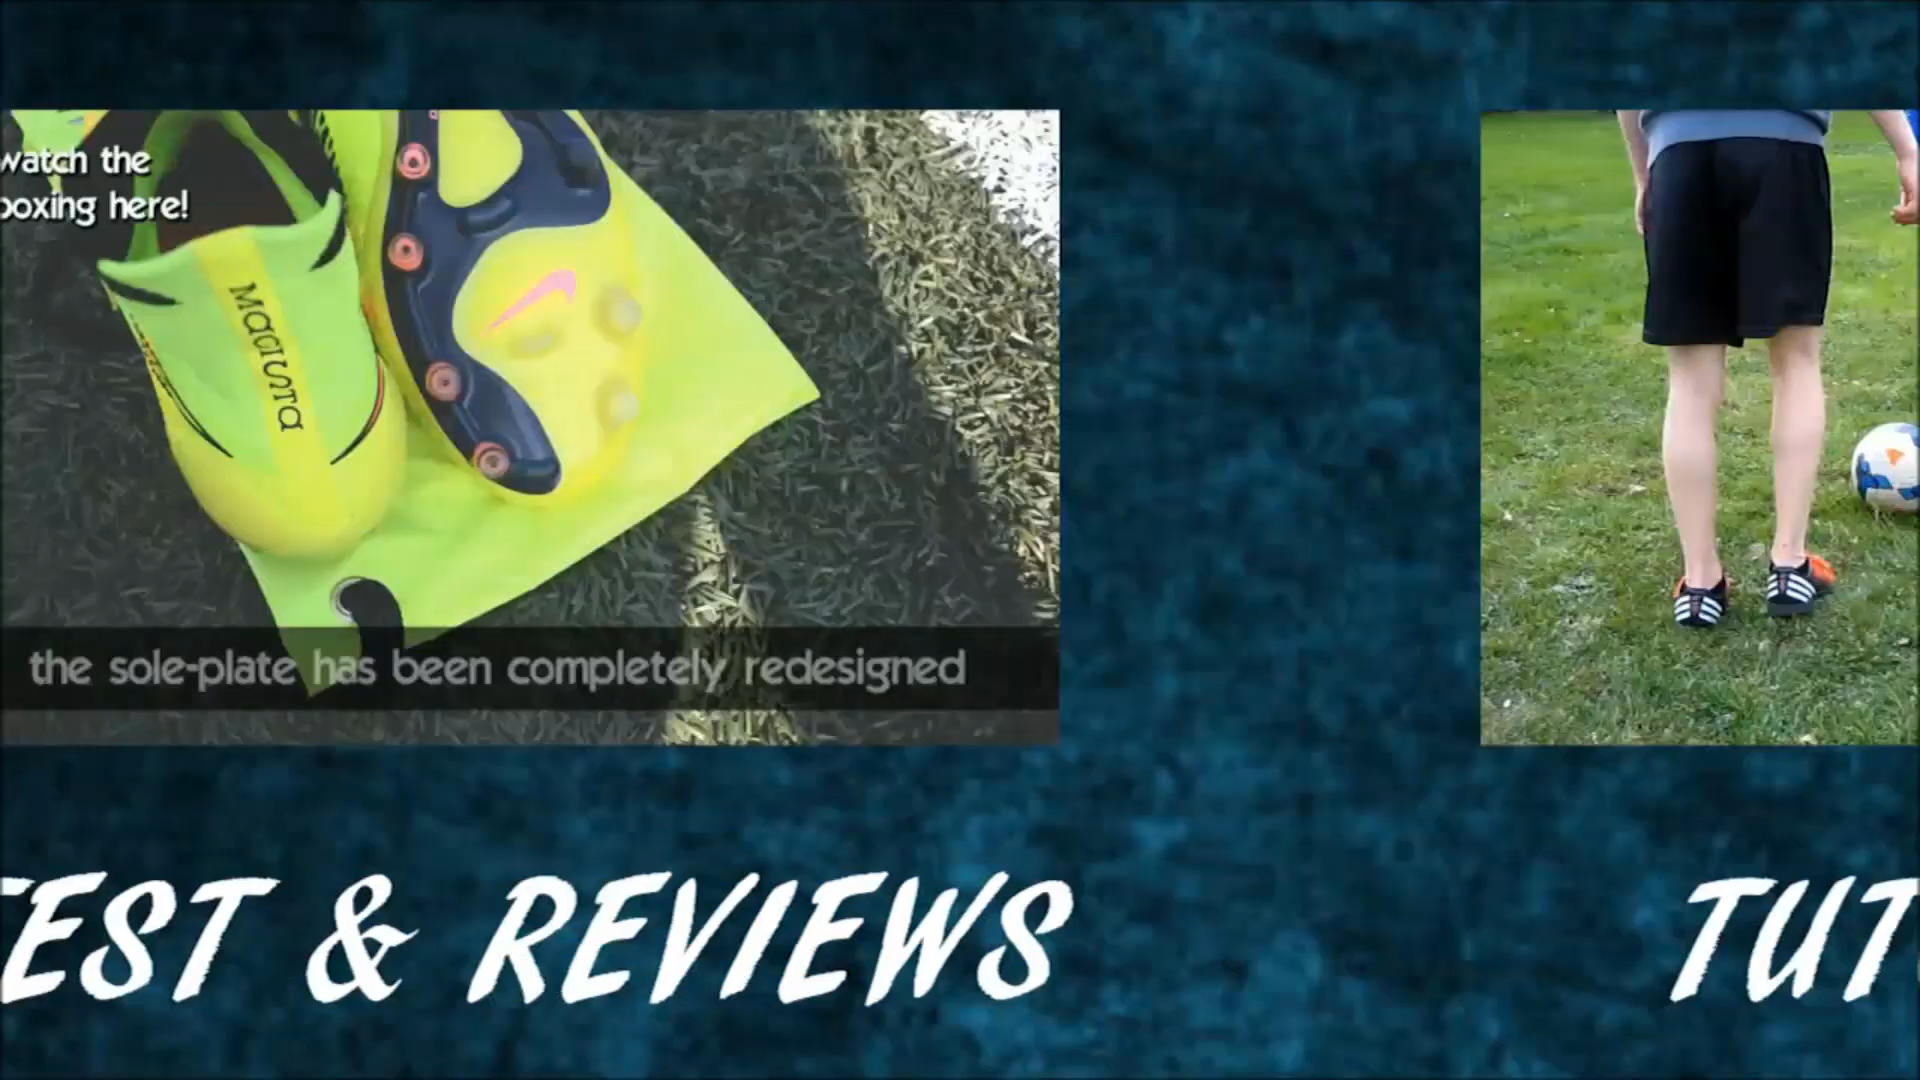 watch the
boxing here!
Magista
the sole-plate has been completely redesigned
EST & REVIEWS
TUT